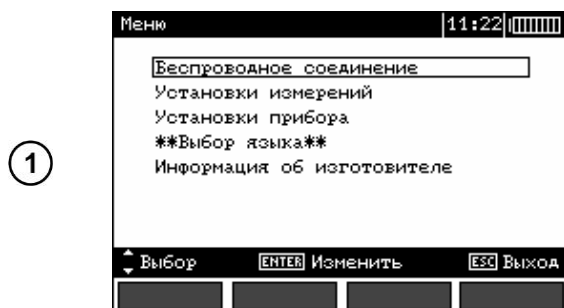 Меню 11:22
Беспроводное соединение
Установки измерений
Установки прибора
**Выбор языка**
Информация об изготовителе
1
Выбор ENTER Изменить ESC Выход